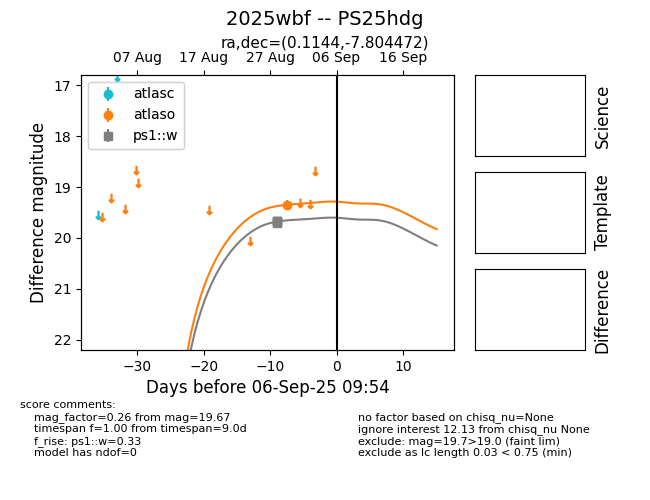 2025wbf -- PS25hdg
ra,dec=(0.1144,-7.804472)
07 Aug 17 Aug 27 Aug 06 Sep 16 Sep
17
18
19
20
21
22
Difference magnitude
atlasc
atlaso
ps1::w
−30 −20 −10 0 10
Days before 06-Sep-25 09:54
Science
Template
Difference
score comments:
mag_factor=0.26 from mag=19.67
timespan f=1.00 from timespan=9.0d
f_rise: ps1::w=0.33
model has ndof=0
no factor based on chisq_nu=None
ignore interest 12.13 from chisq_nu None
exclude: mag=19.7>19.0 (faint lim)
exclude as lc length 0.03 < 0.75 (min)